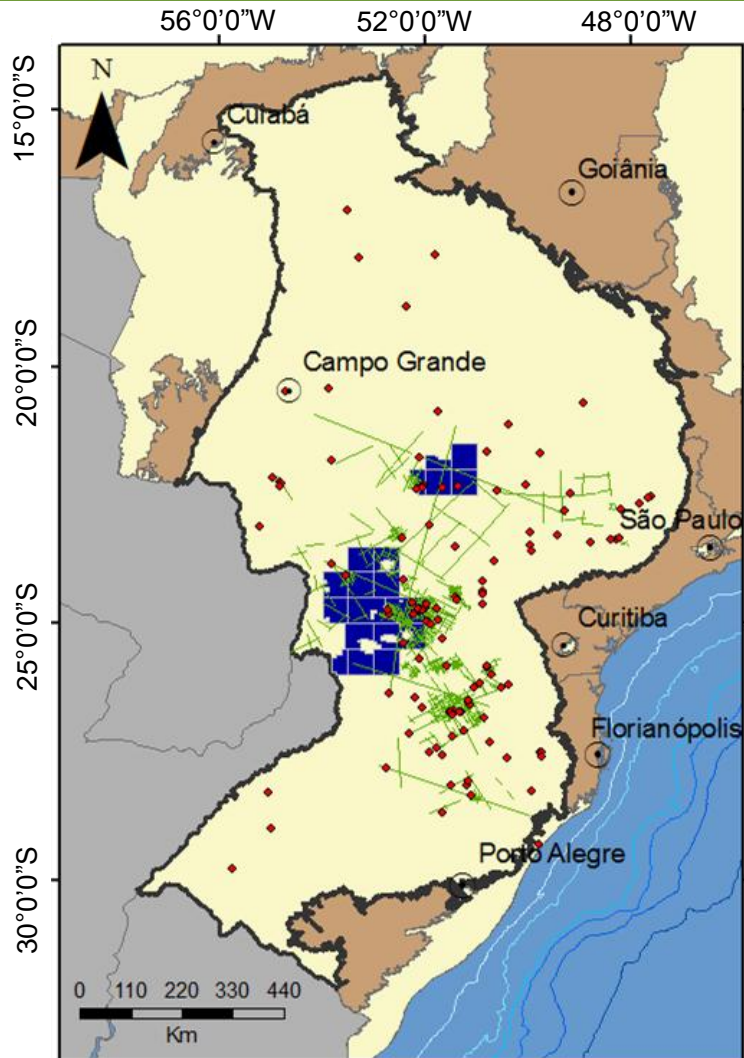 56°0'0"W 52°0'0"W 48°0'0"W
N
15°0'0"S
Cuiabá
Goiânia
20°0'0"S
Campo Grande
São Paulo
25°0'0"S
Curitiba
Florianópolis
Porto Alegre
30°0'0"S
0 110 220 330 440
Km